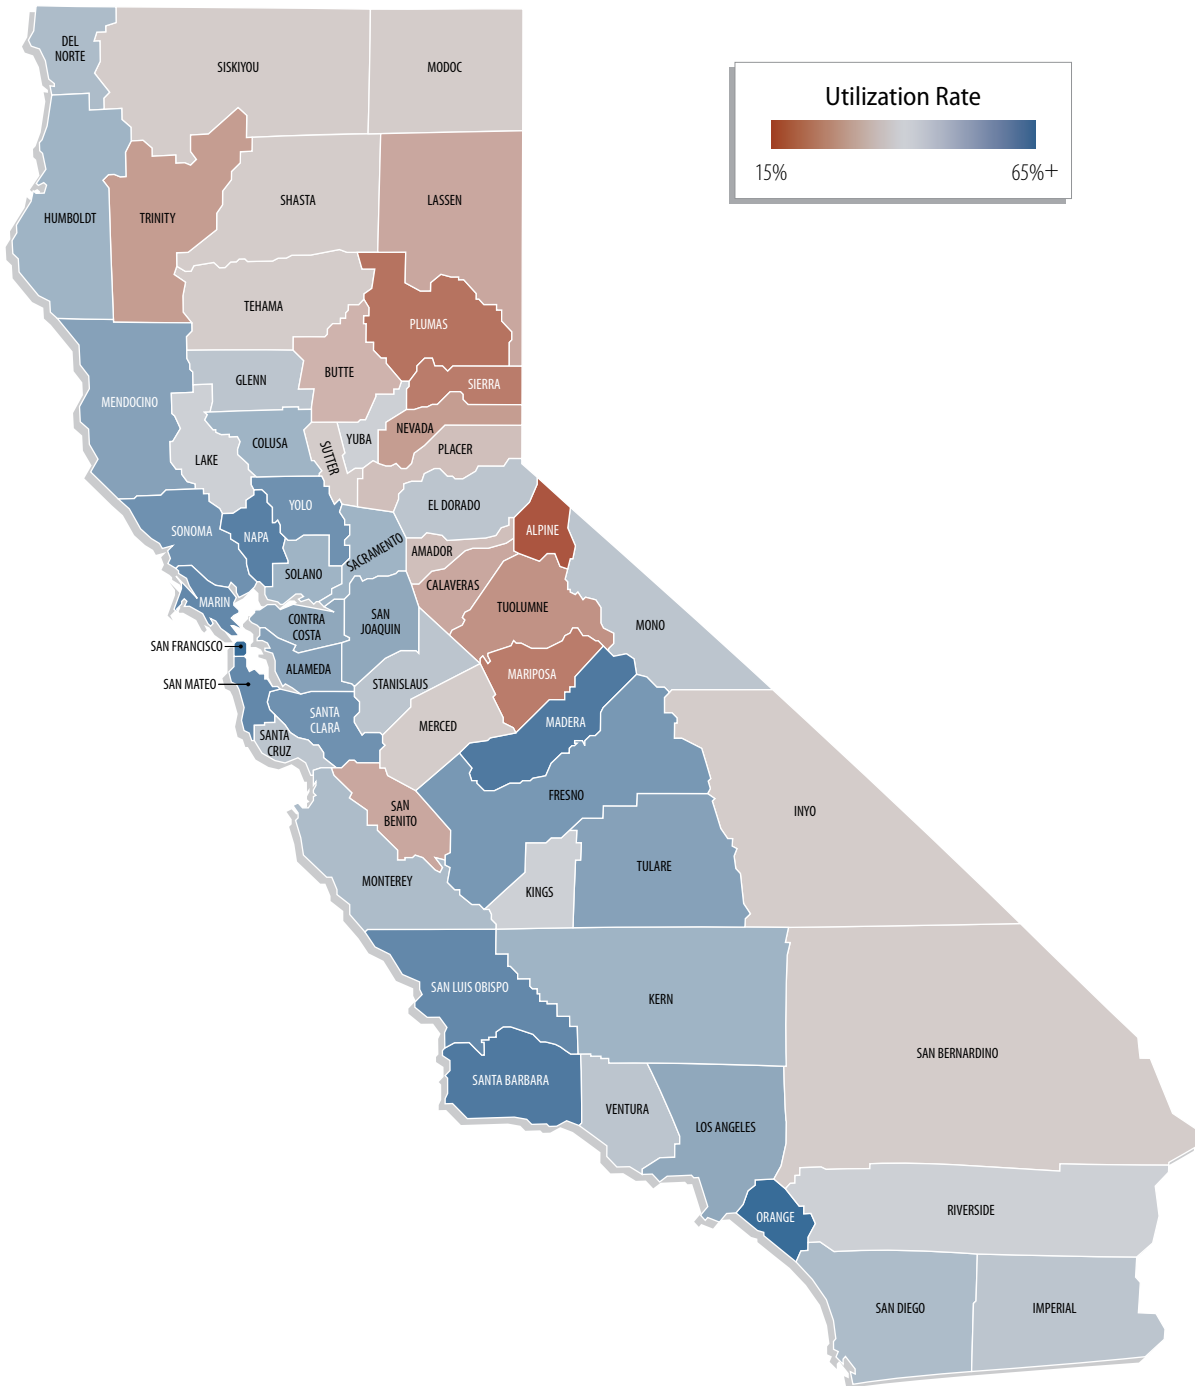 DEL
NORTE
SISKIYOU
MODOC
Utilization Rate
15%
65%+
HUMBOLDT
TRINITY
SHASTA
LASSEN
TEHAMA
PLUMAS
GLENN
BUTTE
SIERRA
MENDOCINO
NEVADA
YUBA
SUTTER
COLUSA
LAKE
PLACER
EL DORADO
YOLO
SONOMA
NAPA
ALPINE
SACRAMENTO
AMADOR
SOLANO
CALAVERAS
MARIN
TUOLUMNE
CONTRA
COSTA
SAN
JOAQUIN
MONO
SAN FRANCISCO
ALAMEDA
MARIPOSA
SAN MATEO
STANISLAUS
SANTA
CLARA
MERCED
MADERA
SANTA
CRUZ
FRESNO
SAN
BENITO
INYO
TULARE
MONTEREY
KINGS
SAN LUIS OBISPO
KERN
SAN BERNARDINO
SANTA BARBARA
VENTURA
LOS ANGELES
ORANGE
RIVERSIDE
SAN DIEGO
IMPERIAL